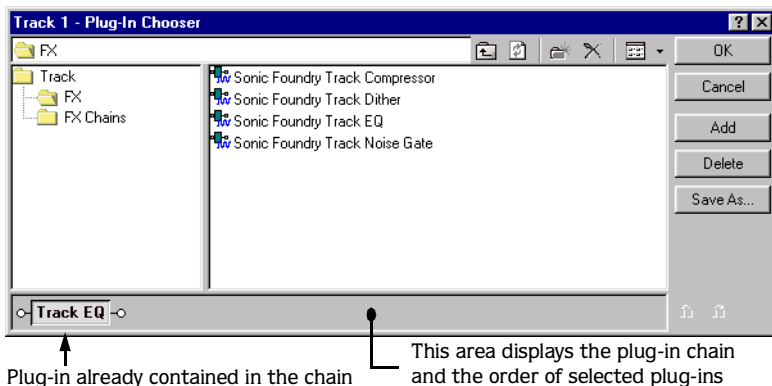 Track 1 - Plug-In Chooser
FX
OK
Track
FX
FX Chains
Sonic Foundry Track Compressor
Sonic Foundry Track Dither
Sonic Foundry Track EQ
Sonic Foundry Track Noise Gate
Cancel
Add
Delete
Save As...
Track EQ
Plug-in already contained in the chain
This area displays the plug-in chain
and the order of selected plug-ins